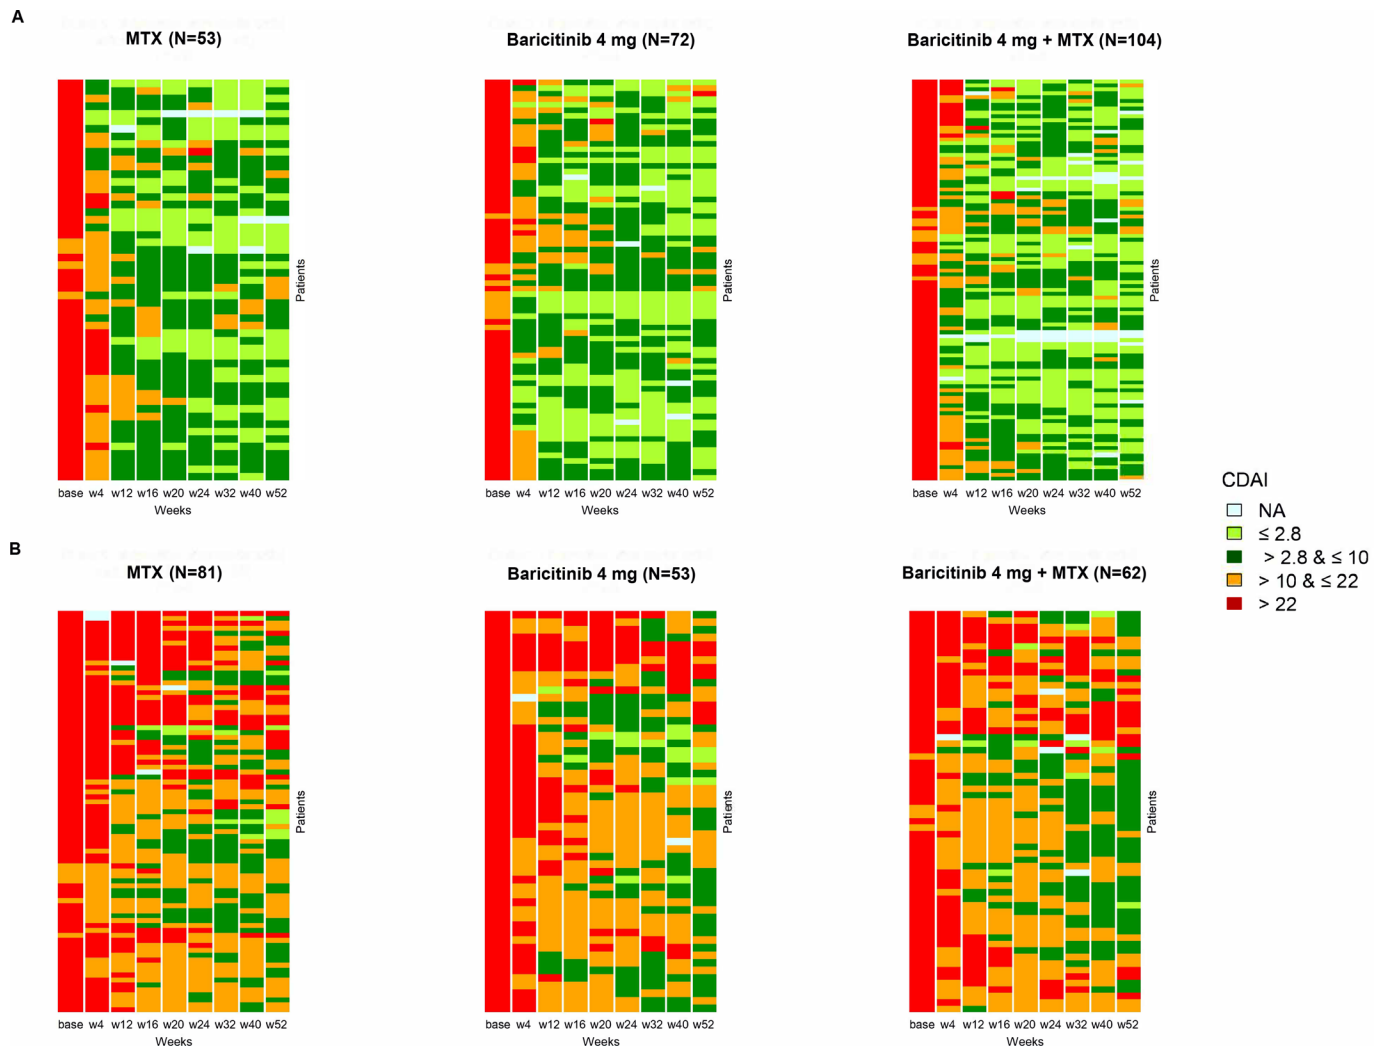 A
MTX (N=53)
Baricitinib 4 mg (N=72)
Baricitinib 4 mg + MTX (N=104)
Patients
Patients
Patients
base w4 w12 w16 w20 w24 w32 w40 w52
base w4 w12 w16 w20 w24 w32 w40 w52
base w4 w12 w16 w20 w24 w32 w40 w52
Weeks
Weeks
Weeks
CDAI
NA
≤ 2.8
> 2.8 & ≤ 10
> 10 & ≤ 22
> 22
B
MTX (N=81)
Baricitinib 4 mg (N=53)
Baricitinib 4 mg + MTX (N=62)
Patients
Patients
Patients
base w4 w12 w16 w20 w24 w32 w40 w52
base w4 w12 w16 w20 w24 w32 w40 w52
base w4 w12 w16 w20 w24 w32 w40 w52
Weeks
Weeks
Weeks